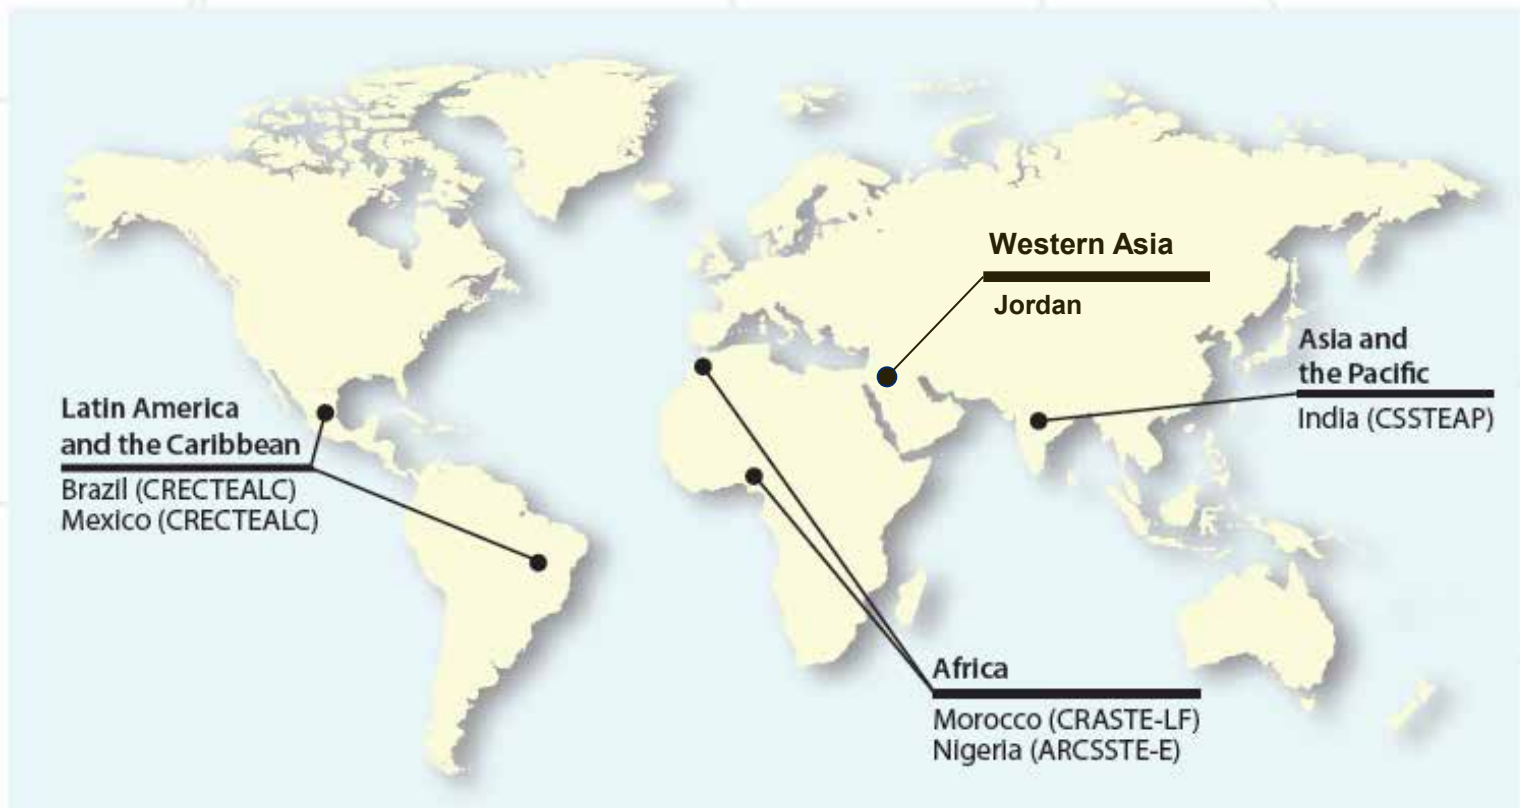 Western Asia
Jordan
Asia and
the Pacific
India (CSSTEAP)
Latin America
and the Caribbean
Brazil (CRECTEALC)
Mexico (CRECTEALC)
Africa
Morocco (CRASTE-LF)
Nigeria (ARCSSTE-E)